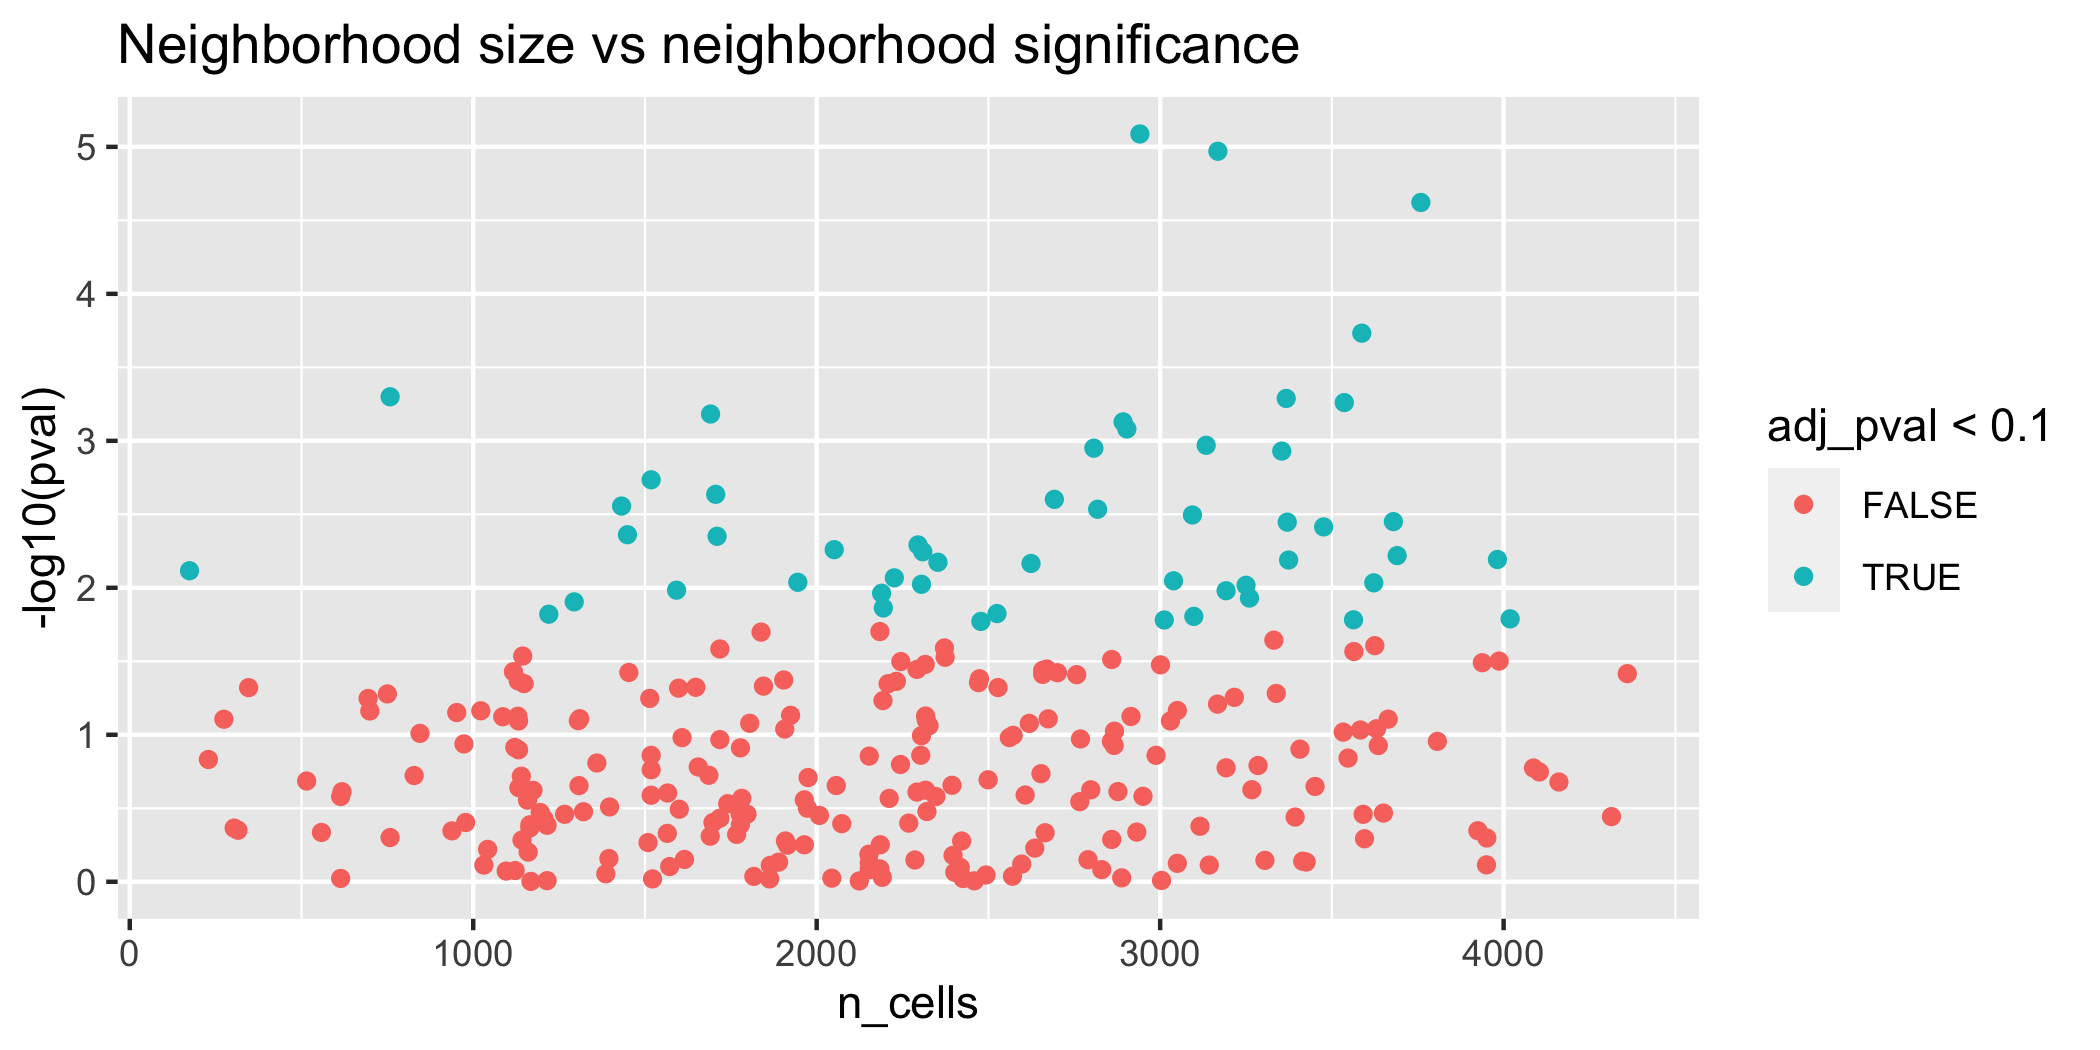 Neighborhood size vs neighborhood significance
5
4
3
2
1
0
-log10(pval)
0 1000 2000 3000 4000
n_cells
adj_pval < 0.1
FALSE
TRUE